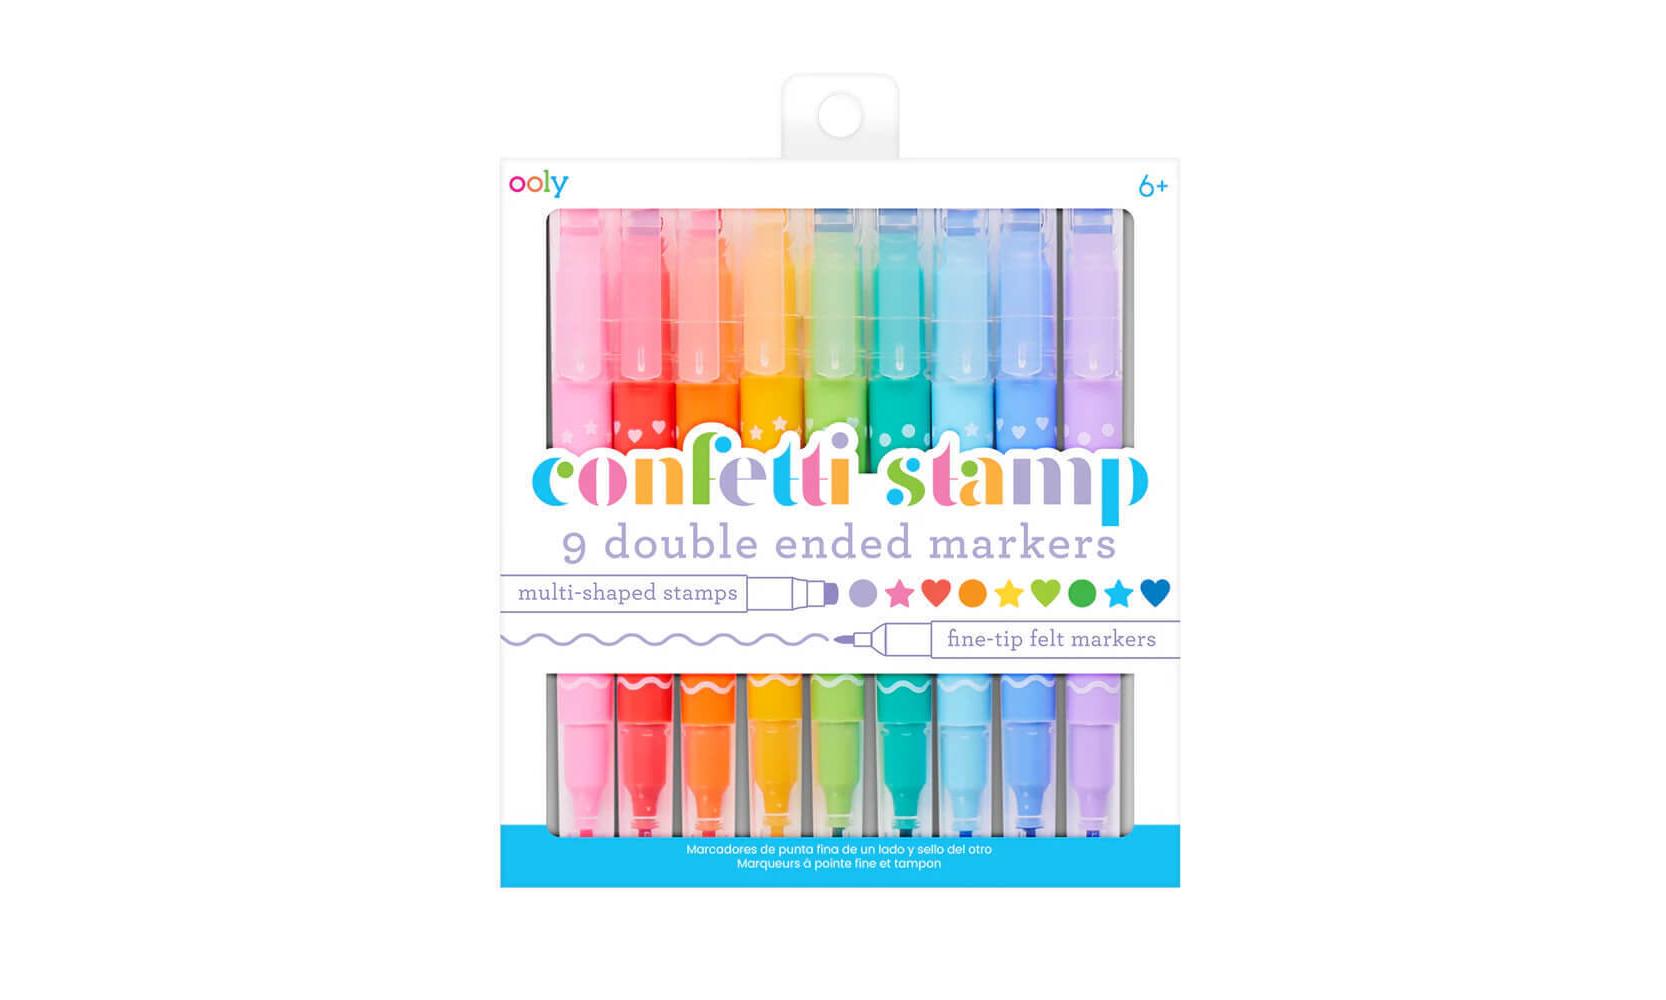 ooly
6+
confetti stamp
9 double ended markers
multi-shaped stamps
fine-tip felt markers
Marcadores de punta fina de un lado y sello del otro
Marqueurs à pointe fine et tampon